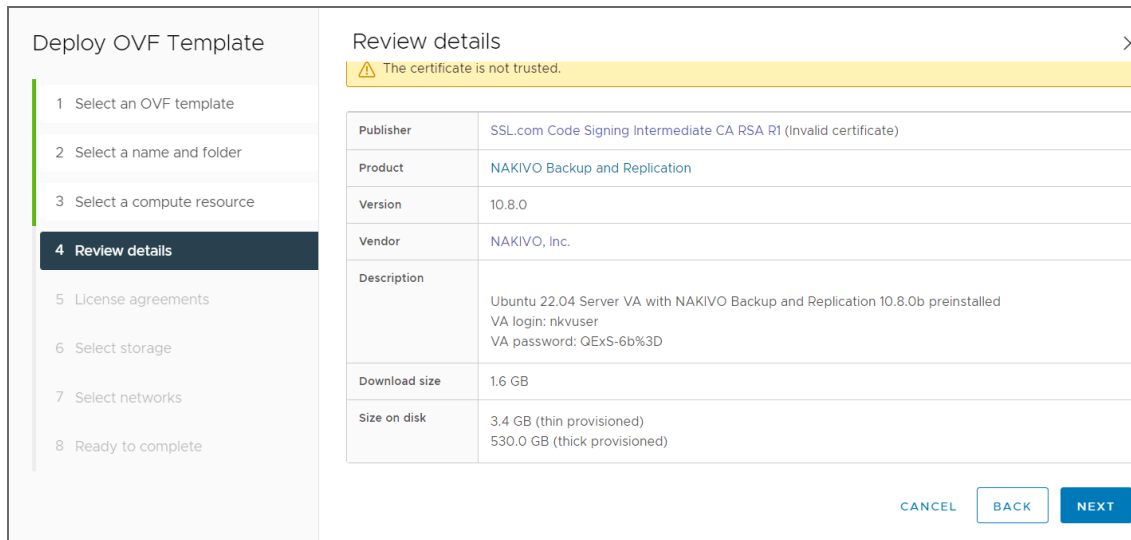 Deploy OVF Template
1 Select an OVF template
2 Select a name and folder
3 Select a compute resource
4 Review details
5 License agreements
6 Select storage
7 Select networks
8 Ready to complete
Review details
The certificate is not trusted.
Publisher SSL.com Code Signing Intermediate CA RSA R1 (Invalid certificate)
Product NAKIVO Backup and Replication
Version 10.8.0
Vendor NAKIVO, Inc.
Description
Ubuntu 22.04 Server VA with NAKIVO Backup and Replication 10.8.0b preinstalled
VA login: nkvuser
VA password: QExS-6b%3D
Download size 1.6 GB
Size on disk 3.4 GB (thin provisioned)
530.0 GB (thick provisioned)
CANCEL BACK NEXT